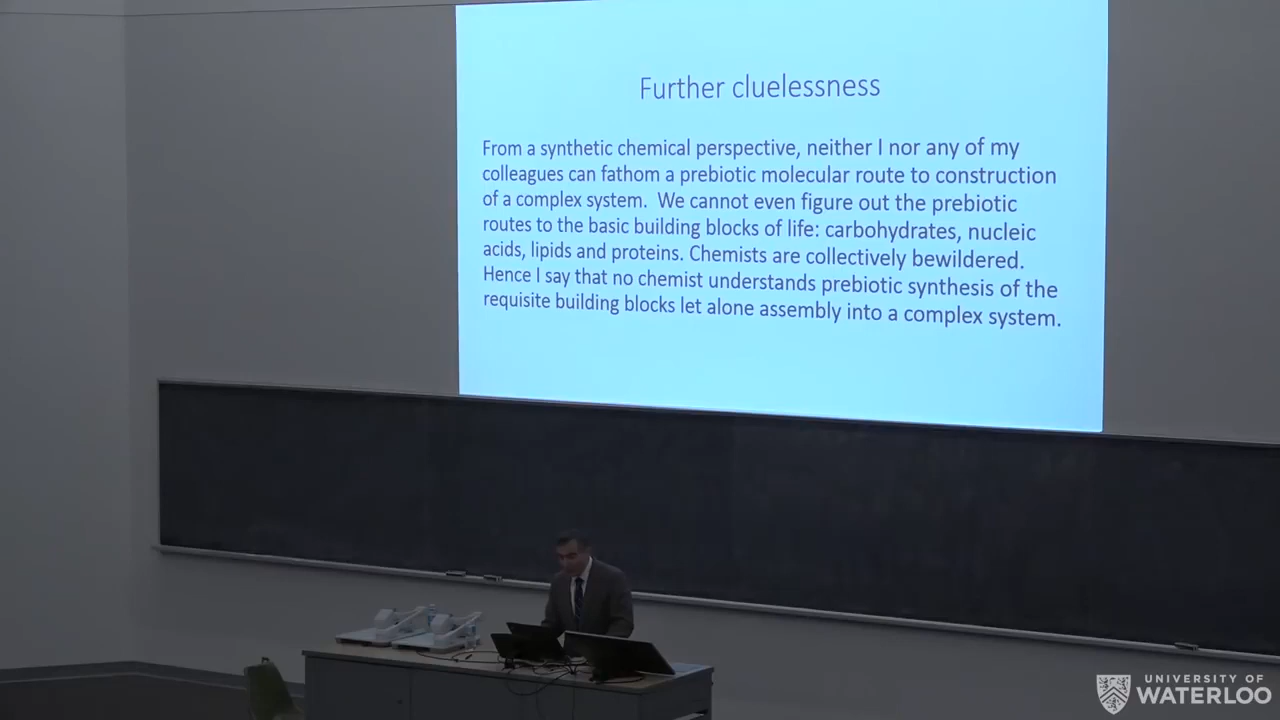 Further cluelessness
From a synthetic chemical perspective, neither I nor any of my
colleagues can fathom a prebiotic molecular route to construction
of a complex system.  We cannot even figure out the prebiotic
routes to the basic building blocks of life: carbohydrates, nucleic
acids, lipids and proteins. Chemists are collectively bewildered.
Hence I say that no chemist understands prebiotic synthesis of the
requisite building blocks let alone assembly into a complex system.
UNIVERSITY OF
WATERLOO